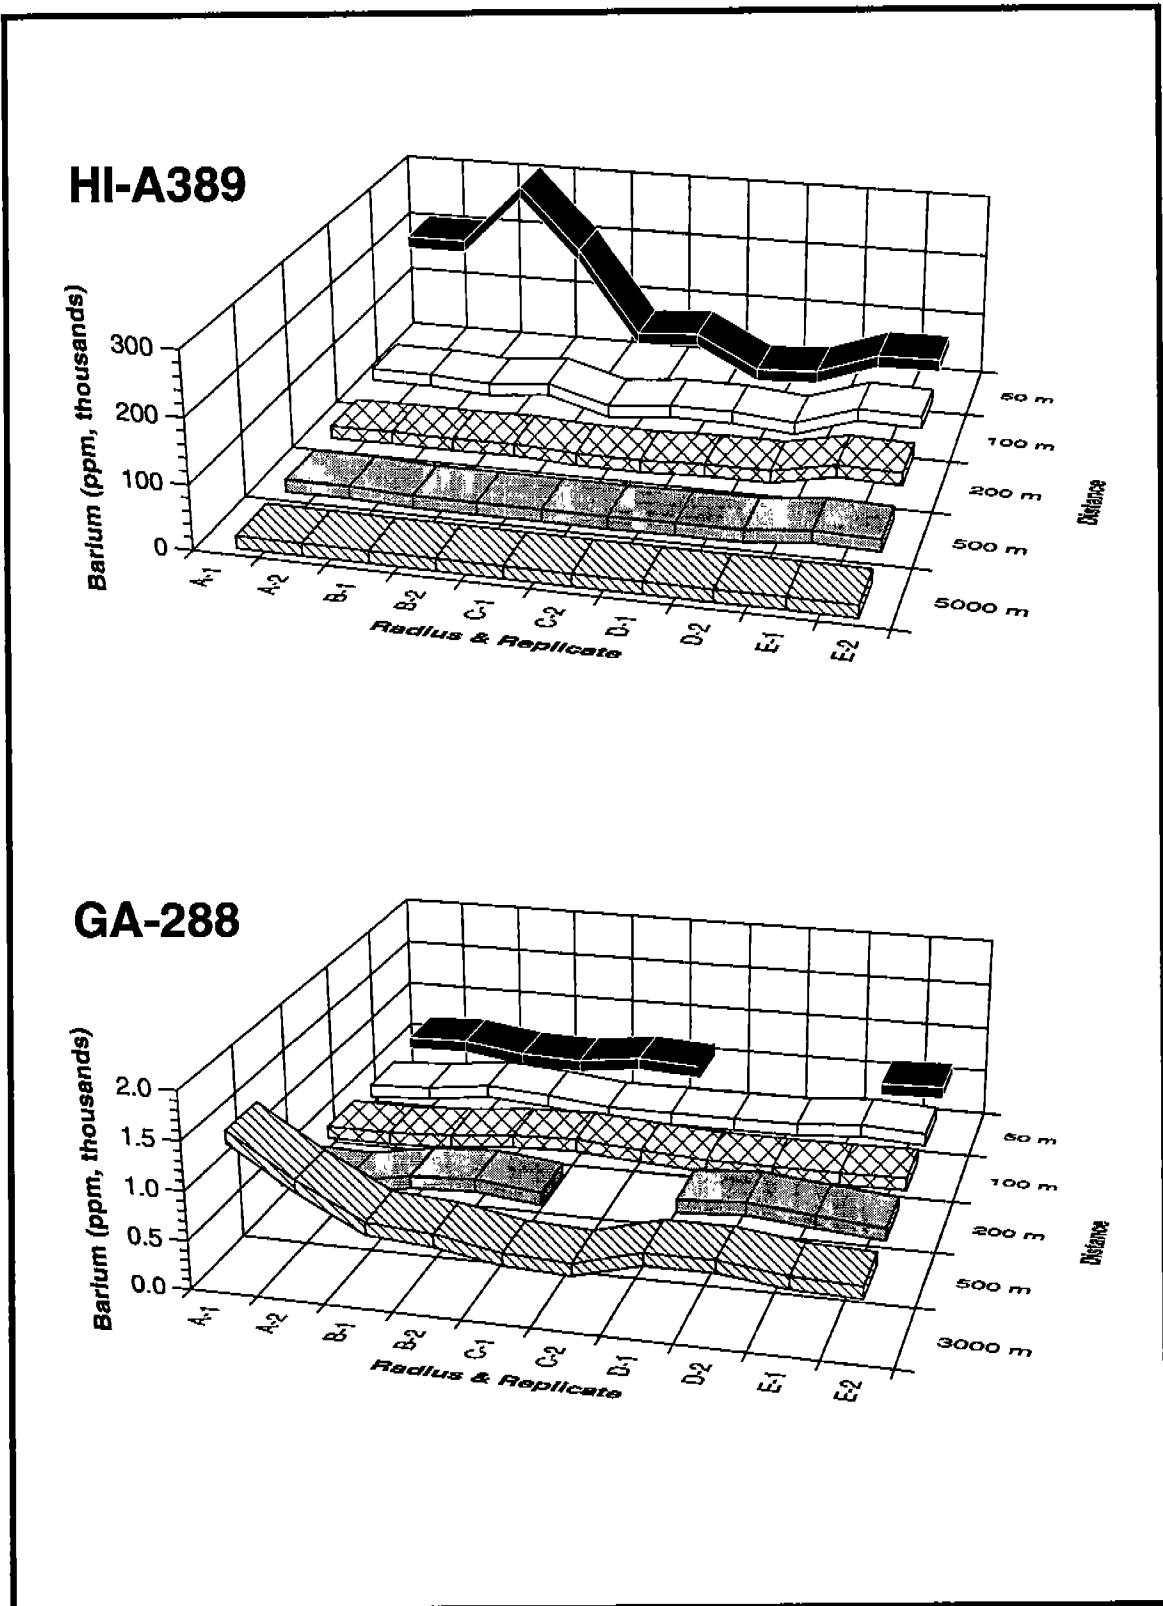 HI-A389
Barium (ppm, thousands)
300
200
100
0
A-1
A-2
B-1
B-2
C-1
C-2
D-1
D-2
E-1
E-2
Radius & Replicate
50 m
100 m
200 m
500 m
5000 m
Distance
GA-288
Barium (ppm, thousands)
2.0
1.5
1.0
0.5
0.0
A-1
A-2
B-1
B-2
C-1
C-2
D-1
D-2
E-1
E-2
Radius & Replicate
50 m
100 m
200 m
500 m
3000 m
Distance